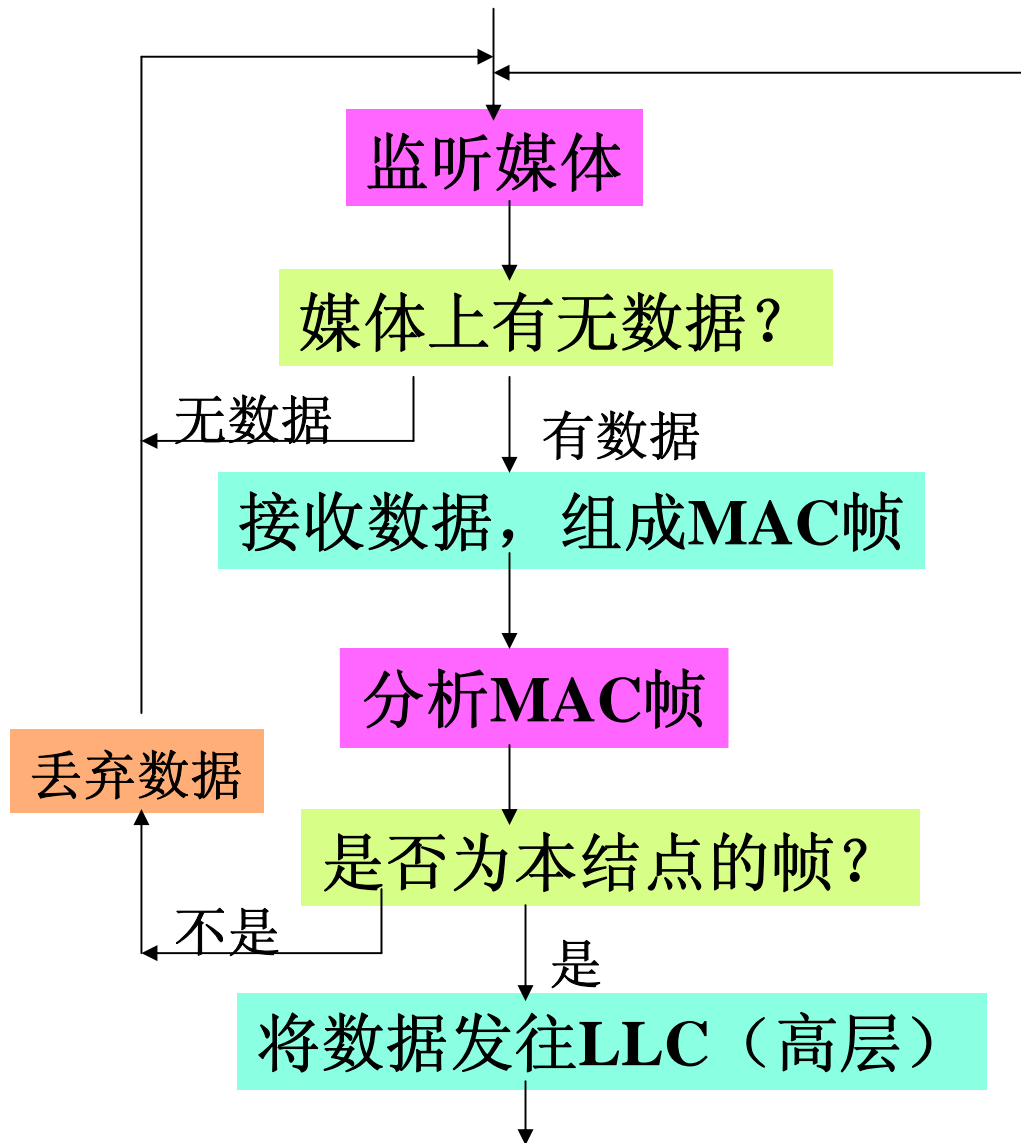 监听媒体
媒体上有无数据？
无数据
有数据
接收数据，组成MAC帧
分析MAC帧
丢弃数据
是否为本结点的帧？
不是
是
将数据发往LLC（高层）